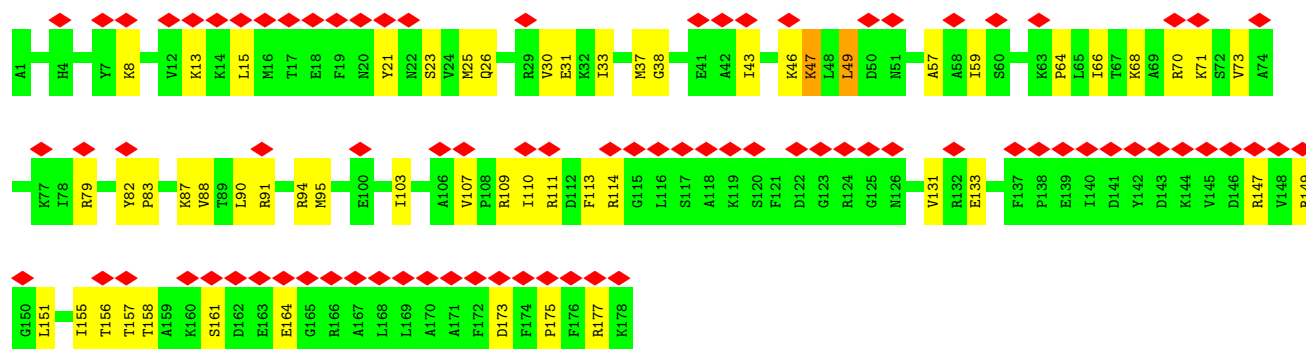 A1 H4 Y7 K8 V12 K13 K14 L15 M16 T17 E18 F19 N20 Y21 N22 S23 V24 M25 Q26 R29 V30 E31 K32 I33 M37 G38 E41 A42 I43 K46 K47 L48 L49 D50 N51 A57 A58 I59 S60 K63 P64 L65 I66 T67 K68 A69 R70 K71 S72 V73 A74
K77 I78 R79 Y82 P83 K87 V88 T89 L90 R91 R94 M95 E100 I103 A106 V107 P108 R109 I110 R111 D112 F113 R114 G115 L116 S117 A118 K119 S120 F121 D122 G123 R124 G125 N126 V131 R132 E133 F137 P138 E139 I140 D141 Y142 D143 K144 V145 D146 R147 V148 R149
G150 L151 I155 T156 T157 T158 A159 K160 S161 D162 E163 E164 G165 R166 A167 L168 L169 A170 A171 F172 D173 F174 P175 F176 R177 K178